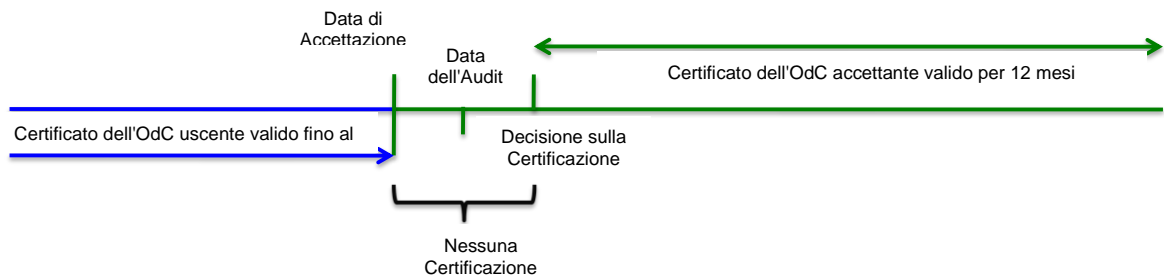 Data di
Accettazione
Data
dell'Audit
Certificato dell'OdC accettante valido per 12 mesi
Certificato dell'OdC uscente valido fino al
Decisione sulla
Certificazione
Nessuna
Certificazione